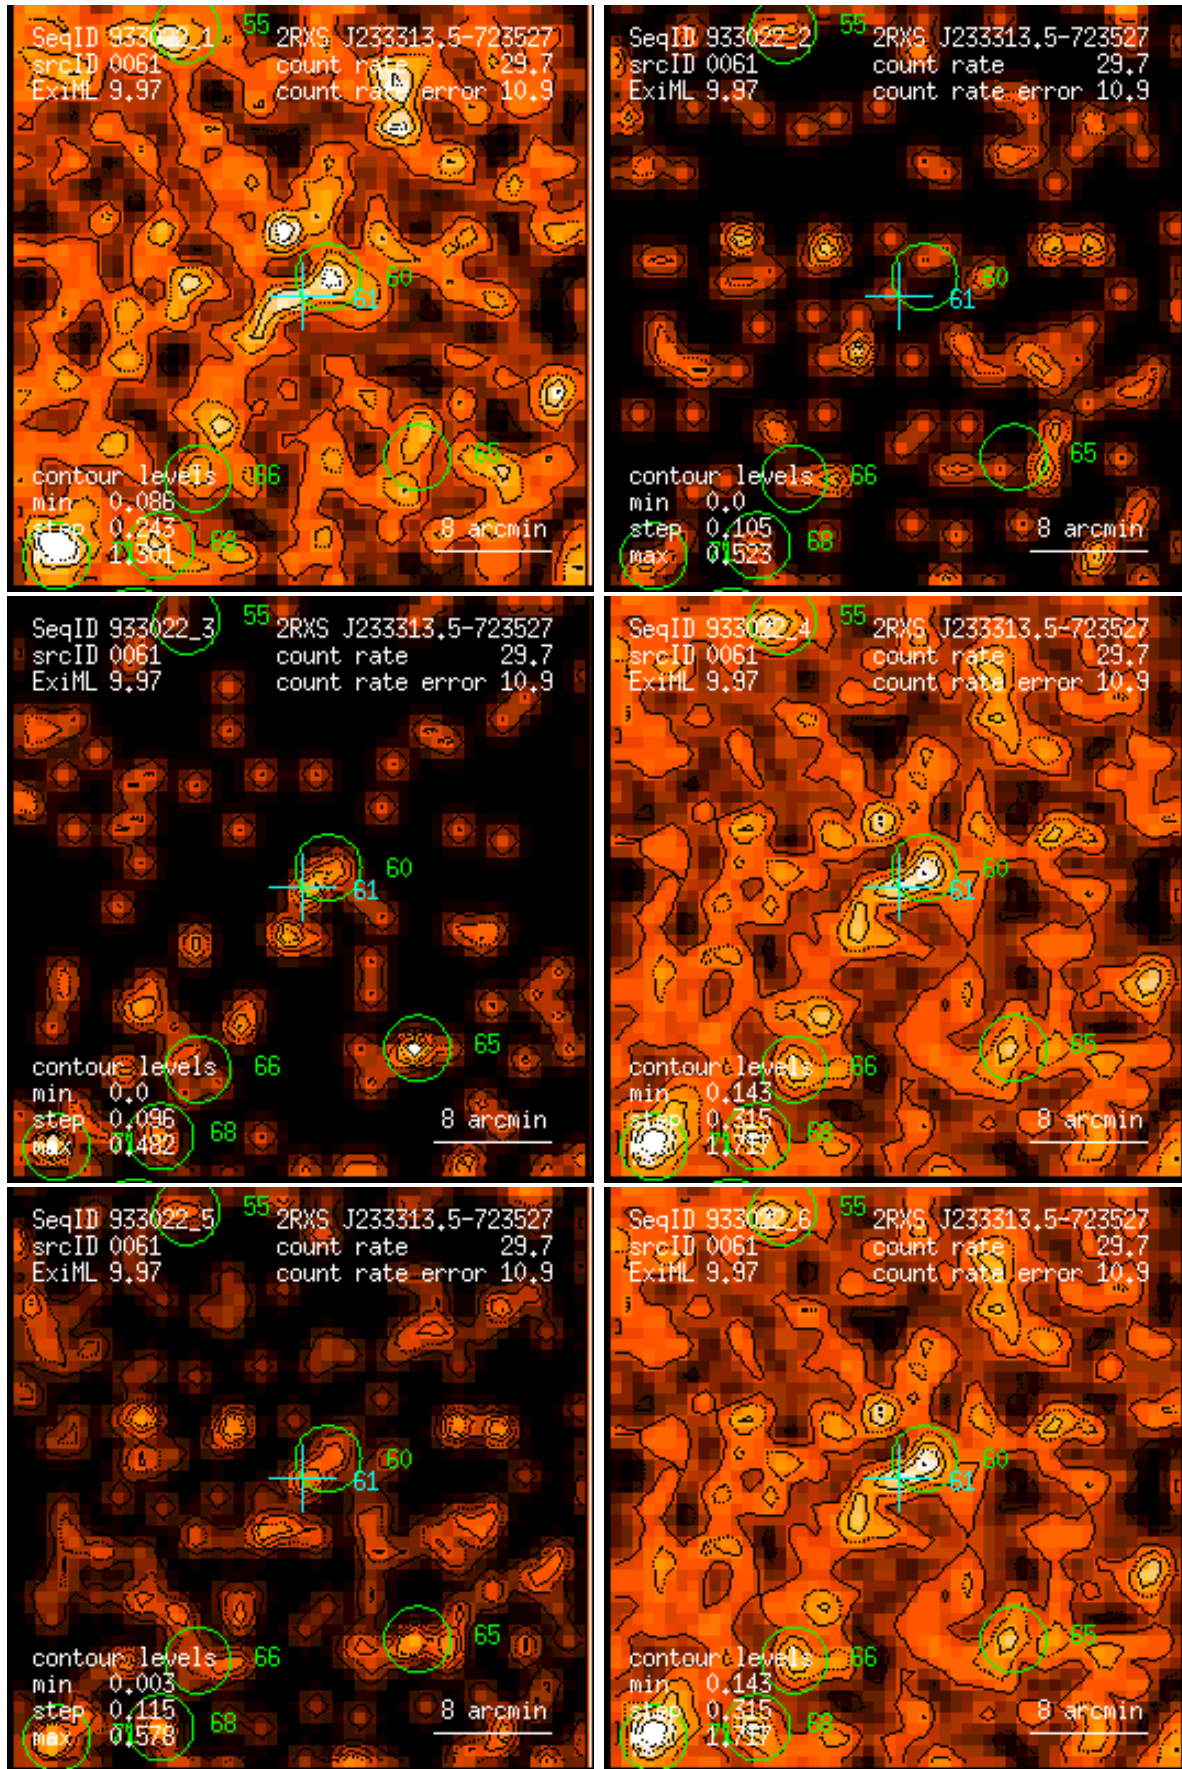 55
SeqID 933022_1 2RXS J233313.5-723527
srcID 0061 count rate 29.7
ExiML 9.97 count rate error 10.9
60
61
65
contour levels 66
min 0.086
step 0.243 68 8 arcmin
max 1.301 71
55
SeqID 933022_2 2RXS J233313.5-723527
srcID 0061 count rate 29.7
ExiML 9.97 count rate error 10.9
60
61
65
contour levels 66
min 0.0
step 0.105 68 8 arcmin
max 0.523 71
55
SeqID 933022_3 2RXS J233313.5-723527
srcID 0061 count rate 29.7
ExiML 9.97 count rate error 10.9
60
61
65
contour levels 66
min 0.0
step 0.096 68 8 arcmin
max 0.482 71
55
SeqID 933022_4 2RXS J233313.5-723527
srcID 0061 count rate 29.7
ExiML 9.97 count rate error 10.9
60
61
65
contour levels 66
min 0.143
step 0.315 68 8 arcmin
max 1.717 71
55
SeqID 933022_5 2RXS J233313.5-723527
srcID 0061 count rate 29.7
ExiML 9.97 count rate error 10.9
60
61
65
contour levels 66
min 0.003
step 0.115 68 8 arcmin
max 0.578 71
55
SeqID 933022_6 2RXS J233313.5-723527
srcID 0061 count rate 29.7
ExiML 9.97 count rate error 10.9
60
61
65
contour levels 66
min 0.143
step 0.315 68 8 arcmin
max 1.717 71